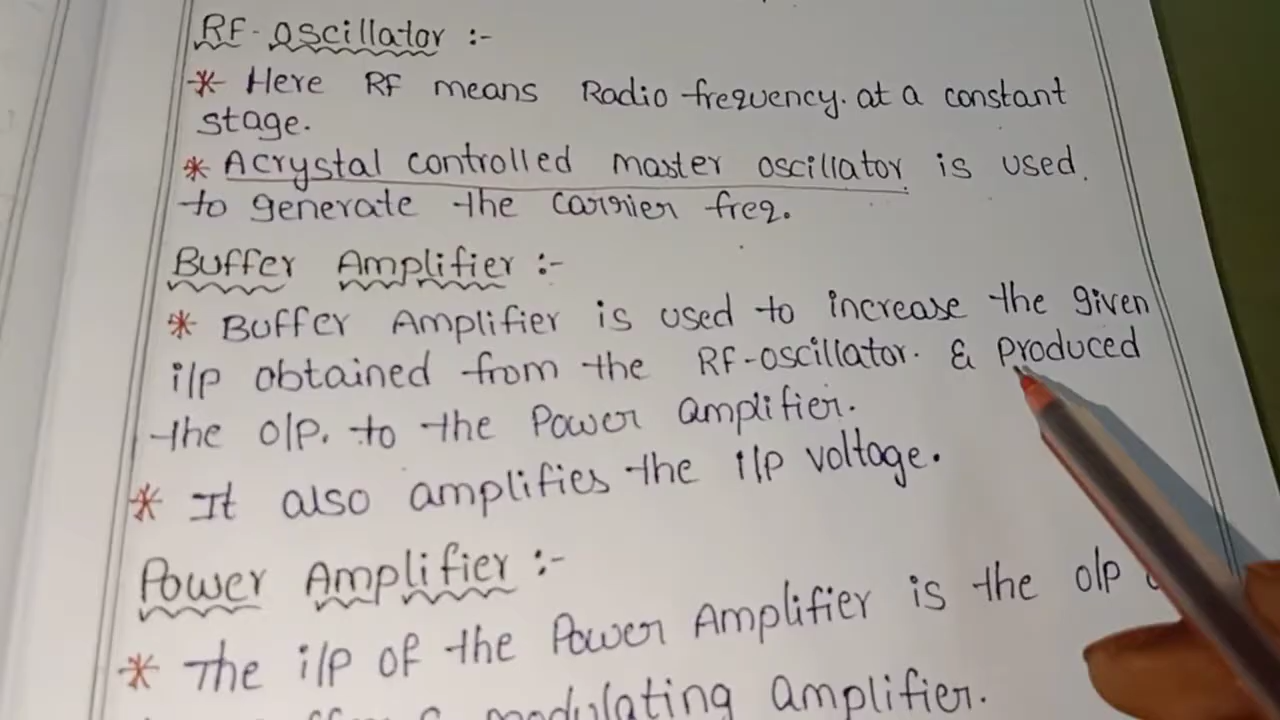 RF-Oscillator :-
* Here RF means Radio frequency. at a constant
stage.
* Acrystal controlled master oscillator is used.
to generate the carrier freq.
Buffer Amplifier :-
* Buffer Amplifier is used to increase the given
i/p obtained from the RF-oscillator. & produced
the o/p. to the Power amplifier.
* It also amplifies the i/p voltage.
Power Amplifier :-
* The i/p of the Power Amplifier is the o/p
modulating amplifier.